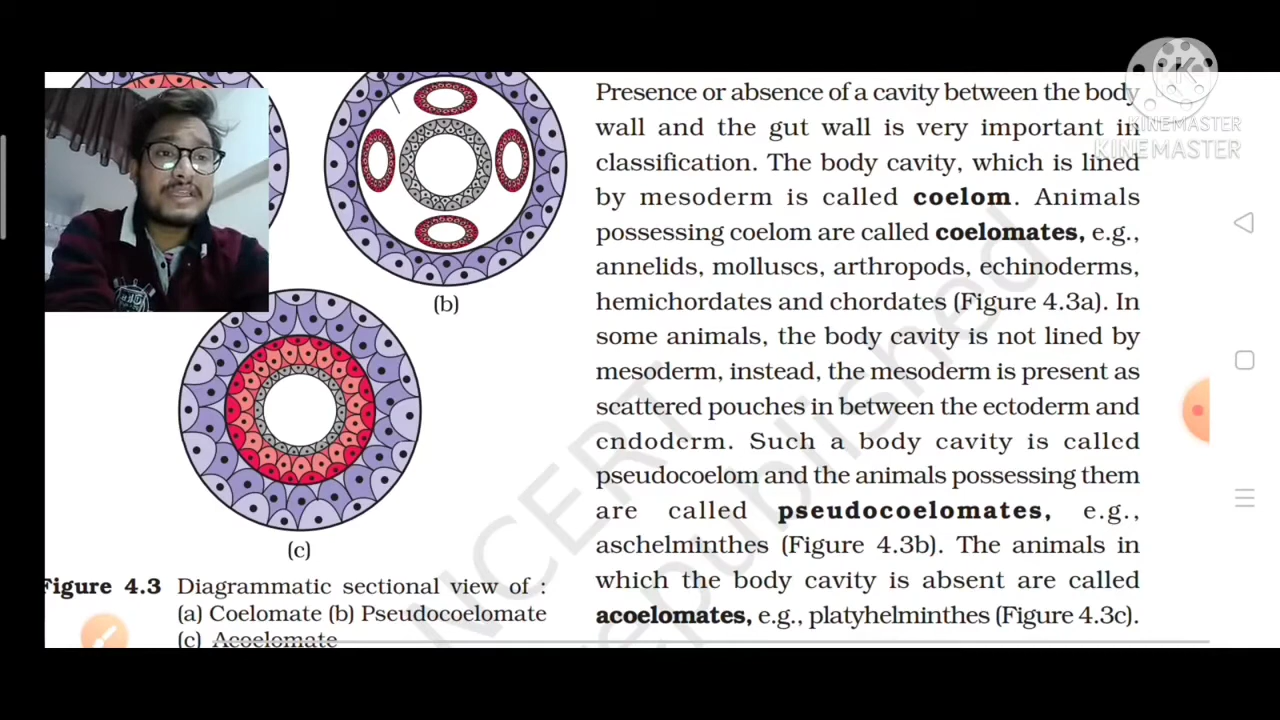 KINEMASTER
KINEMASTER
Presence or absence of a cavity between the body
wall and the gut wall is very important in
classification. The body cavity, which is lined
by mesoderm is called coelom. Animals
possessing coelom are called coelomates, e.g.,
annelids, molluscs, arthropods, echinoderms,
hemichordates and chordates (Figure 4.3a). In
some animals, the body cavity is not lined by
mesoderm, instead, the mesoderm is present as
scattered pouches in between the ectoderm and
endoderm. Such a body cavity is called
pseudocoelom and the animals possessing them
are called pseudocoelomates, e.g.,
aschelminthes (Figure 4.3b). The animals in
which the body cavity is absent are called
acoelomates, e.g., platyhelminthes (Figure 4.3c).
(b)
(c)
Figure 4.3 Diagrammatic sectional view of :
(a) Coelomate (b) Pseudocoelomate
(c) Acoelomate
NCERT
republished